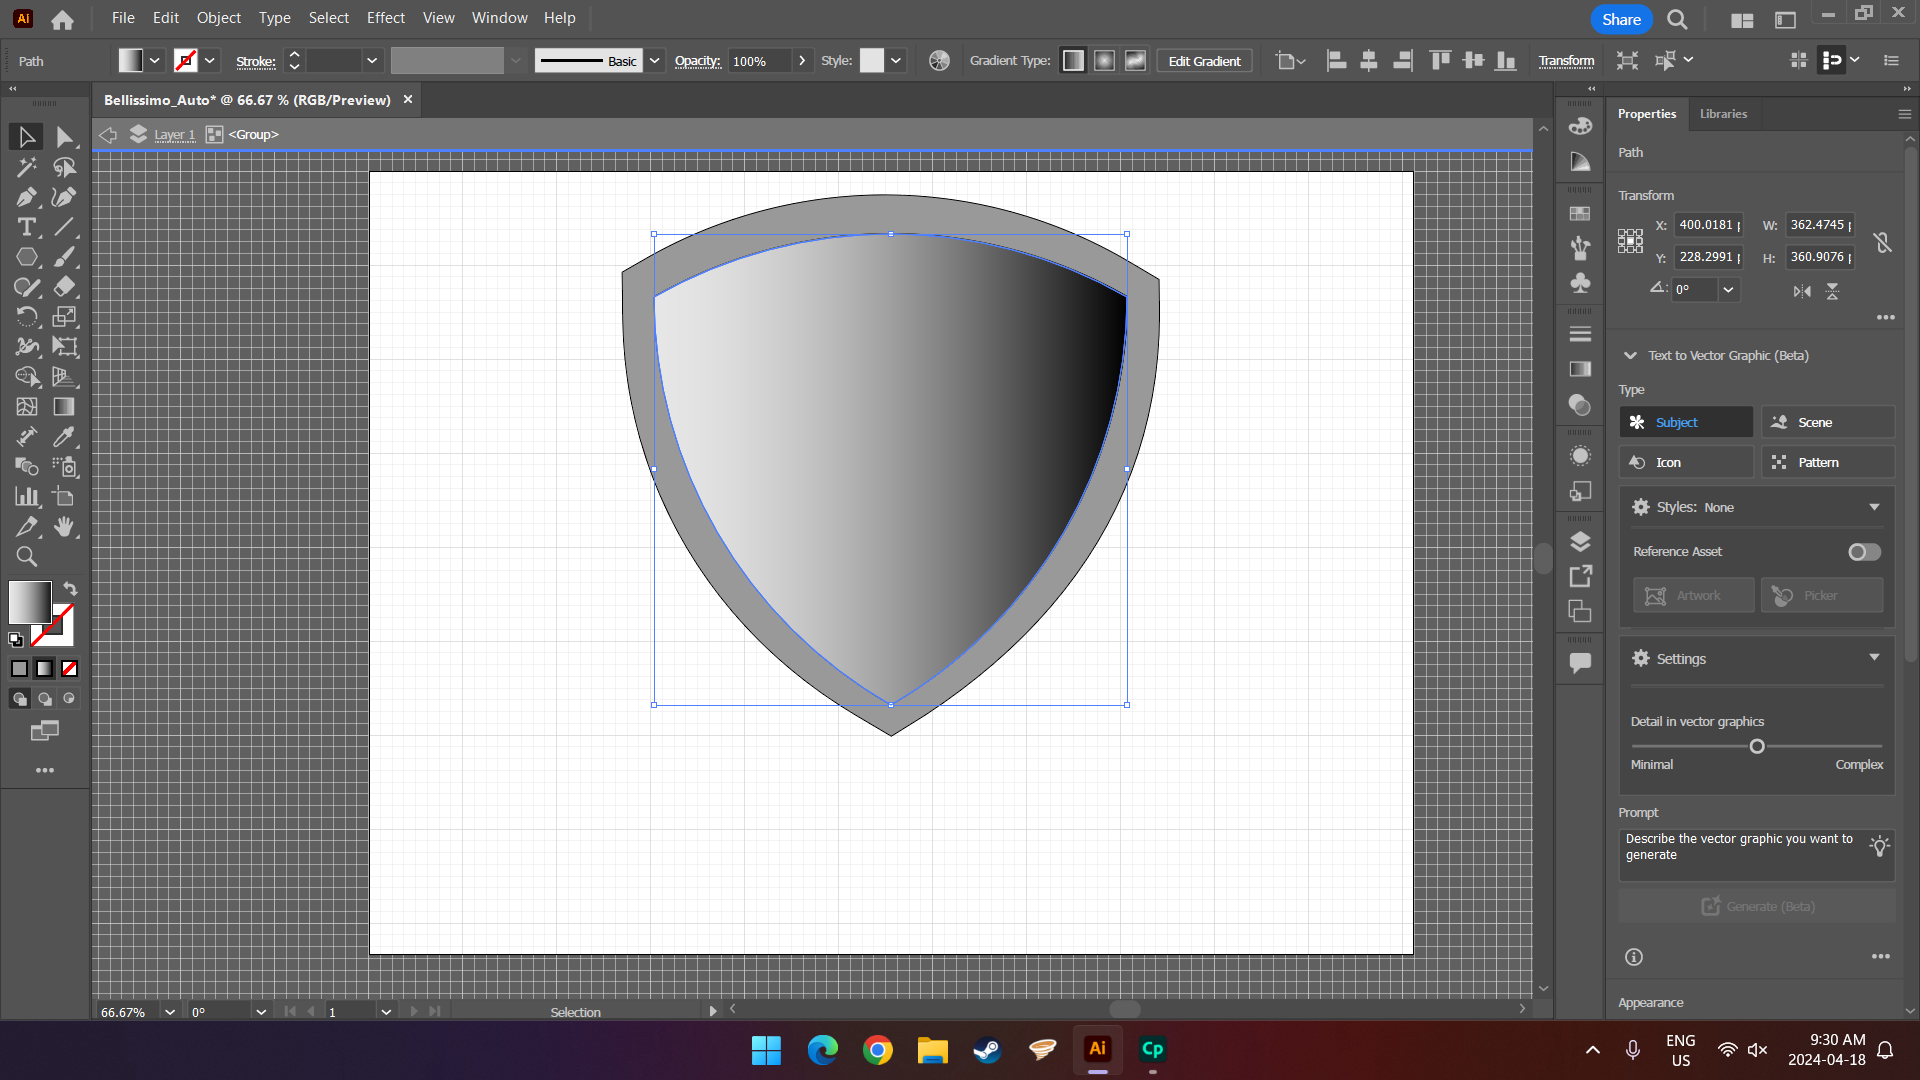 Ai File Edit Object Type Select Effect View Window Help Share
Path Stroke: Basic Opacity: 100% Style: Gradient Type: Edit Gradient Transform
Bellissimo_Auto* @ 66.67 % (RGB/Preview) ×
Layer 1 <Group>
Properties Libraries
Path
Transform
X: 400.0181 W: 362.4745
Y: 228.2991 H: 360.9076
0°
Text to Vector Graphic (Beta)
Type
Subject Scene
Icon Pattern
Styles: None
Reference Asset
Artwork Picker
Settings
Detail in vector graphics
Minimal Complex
Prompt
Describe the vector graphic you want to
generate
Generate (Beta)
Appearance
66.67% 0° 1 Selection
Ai Cp
ENG
US
9:30 AM
2024-04-18